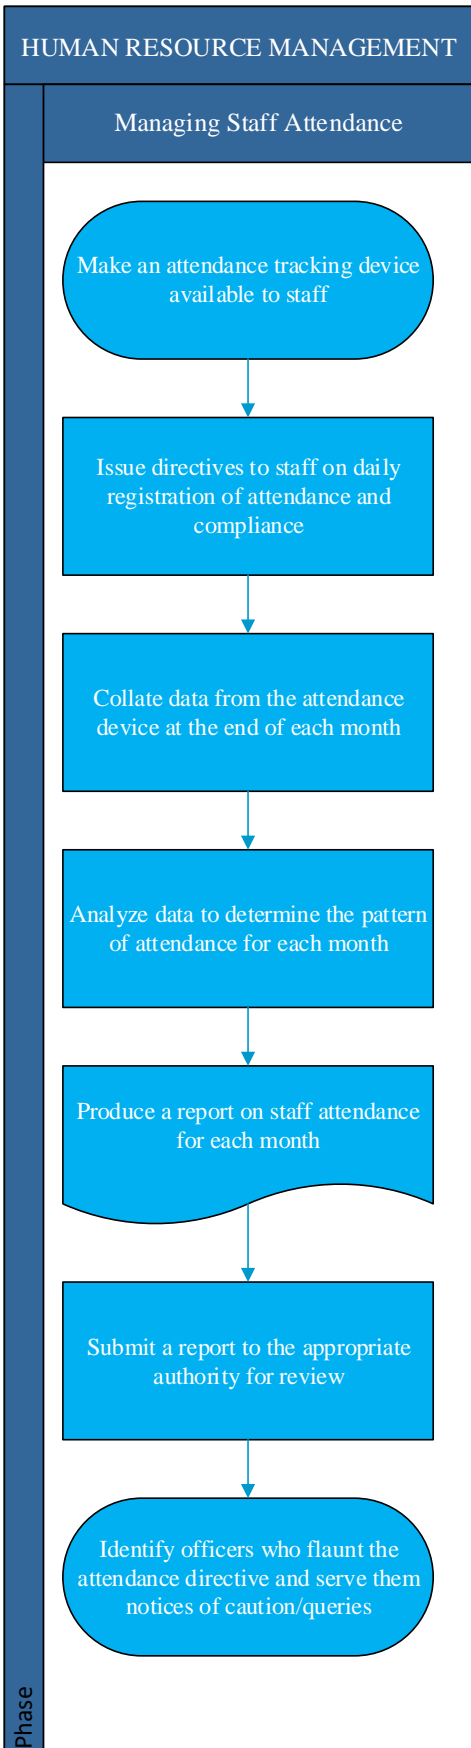 HUMAN RESOURCE MANAGEMENT
Managing Staff Attendance
Make an attendance tracking device
available to staff
Issue directives to staff on daily
registration of attendance and
compliance
Collate data from the attendance
device at the end of each month
Analyze data to determine the pattern
of attendance for each month
Produce a report on staff attendance
for each month
Submit a report to the appropriate
authority for review
Identify officers who flaunt the
attendance directive and serve them
notices of caution/queries
Phase